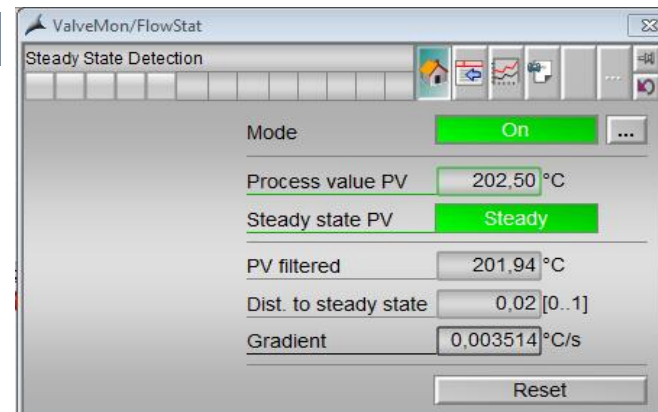 ValveMon/FlowStat
Steady State Detection
...
Mode On ...
Process value PV 202,50 °C
Steady state PV Steady
PV filtered 201,94 °C
Dist. to steady state 0,02 [0..1]
Gradient 0,003514 °C/s
Reset